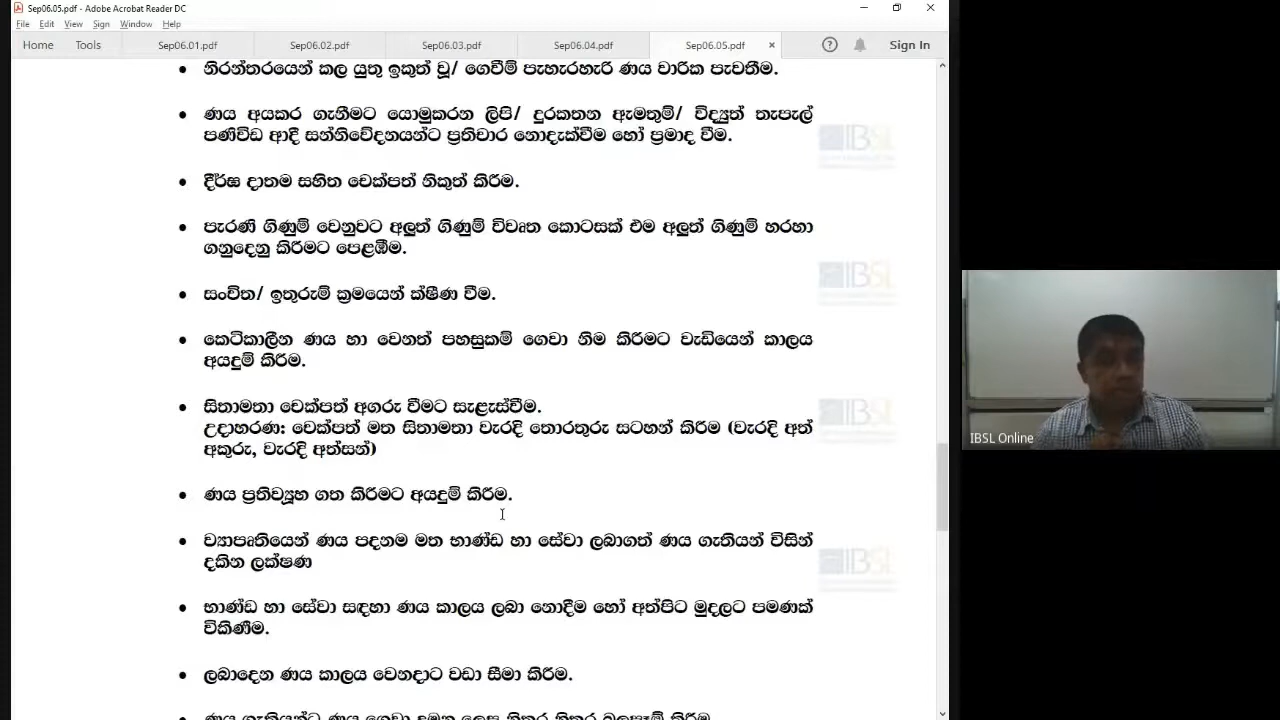 Sep06.05.pdf - Adobe Acrobat Reader DC
File Edit View Sign Window Help
Home Tools Sep06.01.pdf Sep06.02.pdf Sep06.03.pdf Sep06.04.pdf Sep06.05.pdf × Sign In
• නිරන්තරයෙන් කල යුතු ඉකුත් වූ/ ගෙවීම් පැහැරහැරි ණය වාරික පැවතීම.
• ණය අයකර ගැනීමට යොමුකරන ලිපි/ දුරකතන ඇමතුම්/ විද්‍යුත් තැපැල්
පණිවිඩ ආදී සන්නිවේදනයන්ට ප්‍රතිචාර නොදැක්වීම හෝ ප්‍රමාද වීම.
• දීර්ඝ දාතම සහිත චෙක්පත් නිකුත් කිරීම.
• පැරණි ගිණුම් වෙනුවට අලුත් ගිණුම් විවෘත කොටසක් එම අලුත් ගිණුම් හරහා
ගනුදෙනු කිරීමට පෙළඹීම.
• සංචිත/ ඉතුරුම් ක්‍රමයෙන් ක්ෂීණ වීම.
• කෙටිකාලීන ණය හා වෙනත් පහසුකම් ගෙවා නිම කිරීමට වැඩියෙන් කාලය
අයදුම් කිරීම.
• සිතාමතා චෙක්පත් අගරු වීමට සැළැස්වීම.
උදාහරණ: චෙක්පත් මත සිතාමතා වැරදි තොරතුරු සටහන් කිරීම (වැරදි අත්
අකුරු, වැරදි අත්සන්)
• ණය ප්‍රතිව්‍යූහ ගත කිරීමට අයදුම් කිරීම.
• ව්‍යාපෘතියෙන් ණය පදනම මත භාණ්ඩ හා සේවා ලබාගත් ණය ගැතියන් විසින්
දකින ලක්ෂණ
• භාණ්ඩ හා සේවා සඳහා ණය කාලය ලබා නොදීම හෝ අත්පිට මුදලට පමණක්
විකිණීම.
• ලබාදෙන ණය කාලය වෙනදාට වඩා සීමා කිරීම.
IBSL
IBSL
IBSL
IBSL
IBSL Online